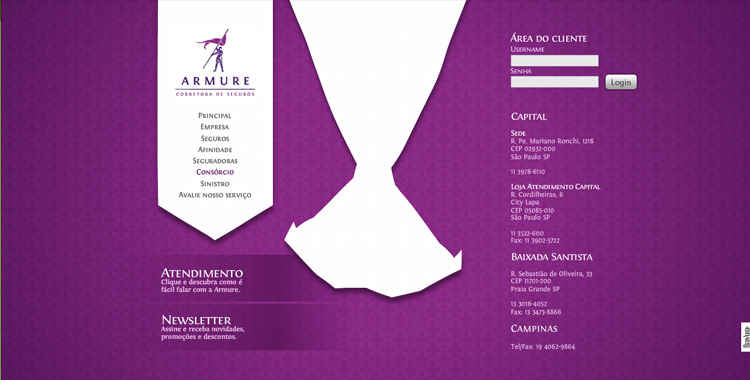 ARMURE
CORRETORA DE SEGUROS
PRINCIPAL
EMPRESA
SEGUROS
AFINIDADE
SEGURADORAS
CONSÓRCIO
SINISTRO
AVALIE NOSSO SERVIÇO
ATENDIMENTO
Clique e descubra como é
fácil falar com a Armure.
NEWSLETTER
Assine e receba novidades,
promoções e descontos.
ÁREA DO CLIENTE
USERNAME
SENHA
Login
CAPITAL
SEDE
R. Pe. Mariano Ronchi, 1218
CEP 02932-000
São Paulo SP
11 3978-6110
LOJA ATENDIMENTO CAPITAL
R. Cordilheiras, 6
City Lapa
CEP 05085-010
São Paulo SP
11 3522-6110
Fax: 11 3902-3722
BAIXADA SANTISTA
R. Sebastião de Oliveira, 33
CEP 11701-200
Praia Grande SP
13 3016-4052
Fax: 13 3473-8866
CAMPINAS
Tel/Fax: 19 4062-9864